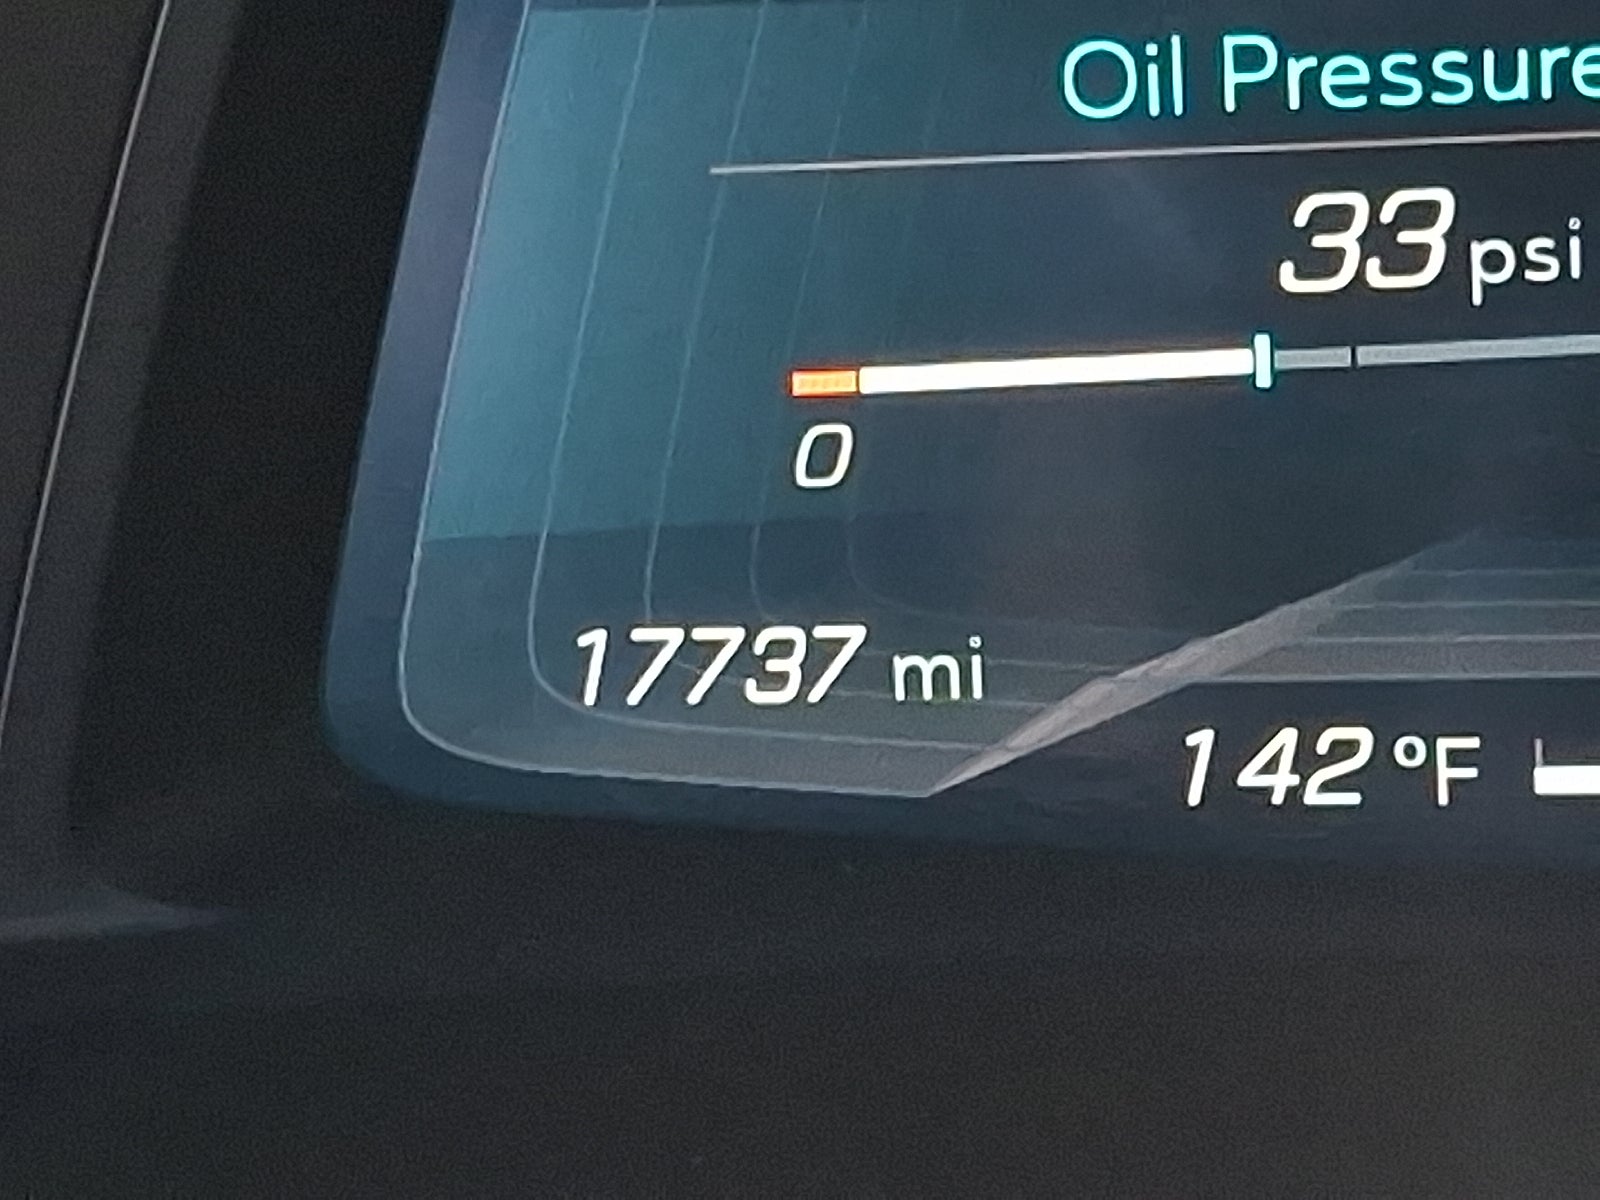 Oil Pressure
33 psi
0
17737 mi
142 °F